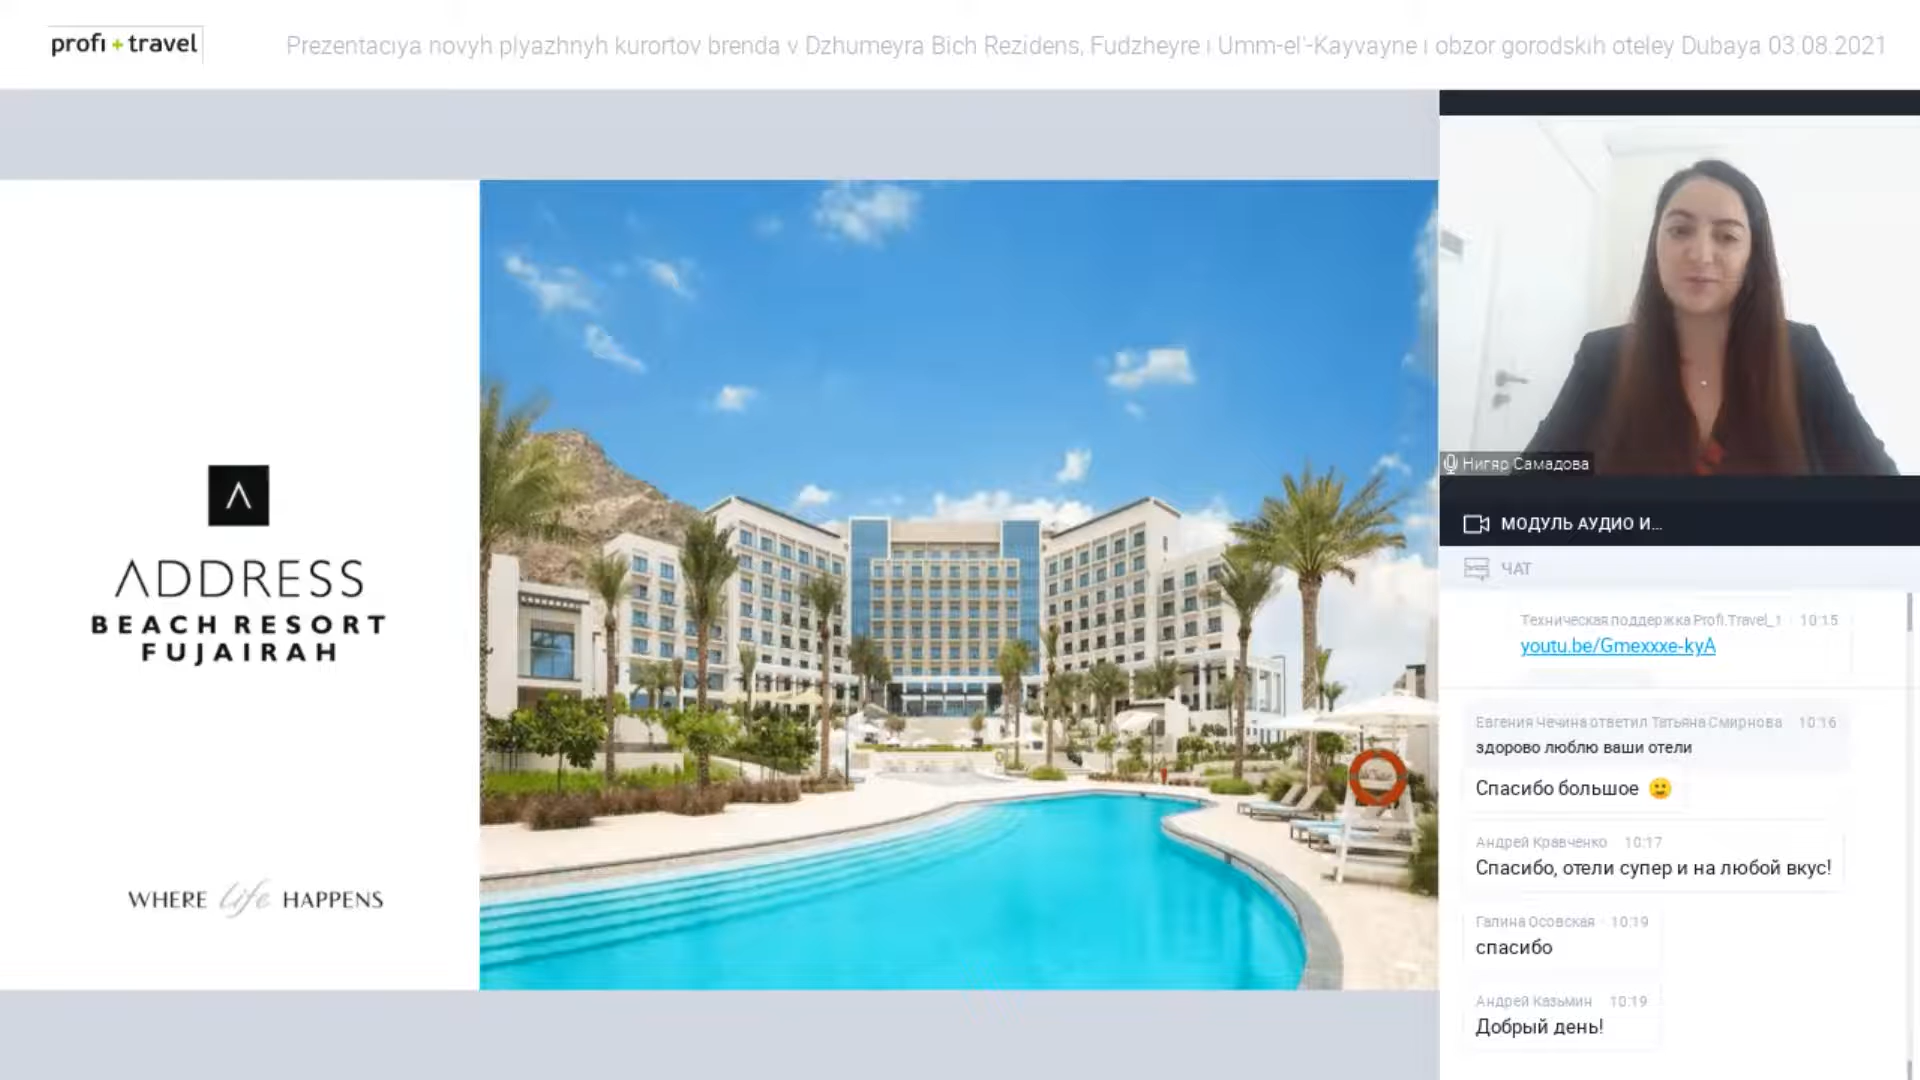 profi + travel
Prezentaciya novyh plyazhnyh kurortov brenda v Dzhumeyra Bich Rezidens, Fudzheyre i Umm-el'-Kayvayne i obzor gorodskih oteley Dubaya 03.08.2021
ADDRESS
BEACH RESORT
FUJAIRAH
WHERE life HAPPENS
Нигяр Самадова
МОДУЛЬ АУДИО И...
ЧАТ
Техническая поддержка Profi.Travel_1 10:15
youtu.be/Gmexxxe-kyA
Евгения Чечина ответил Татьяна Смирнова 10:16
здорово люблю ваши отели
Спасибо большое 🙂
Андрей Кравченко 10:17
Спасибо, отели супер и на любой вкус!
Галина Осовская 10:19
спасибо
Андрей Казьмин 10:19
Добрый день!